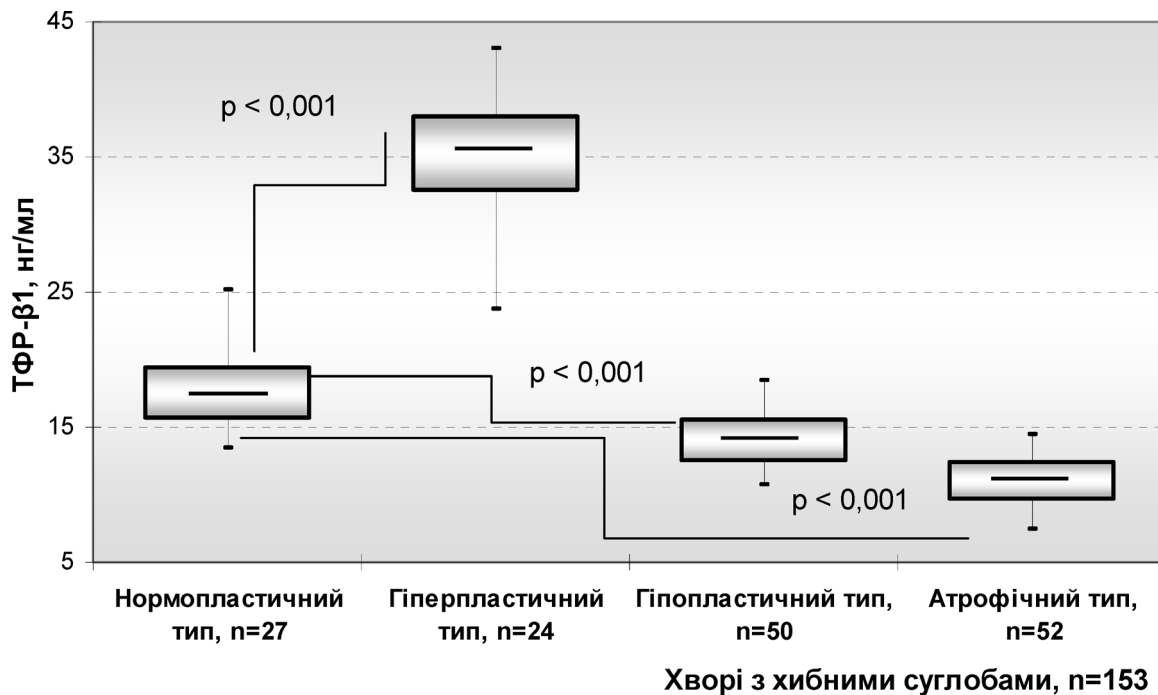 45
35
25
15
5
ТФР-β1, нг/мл
p < 0,001
p < 0,001
p < 0,001
Нормопластичний
тип, n=27
Гіперпластичний
тип, n=24
Гіпопластичний тип,
n=50
Атрофічний тип,
n=52
Хворі з хибними суглобами, n=153